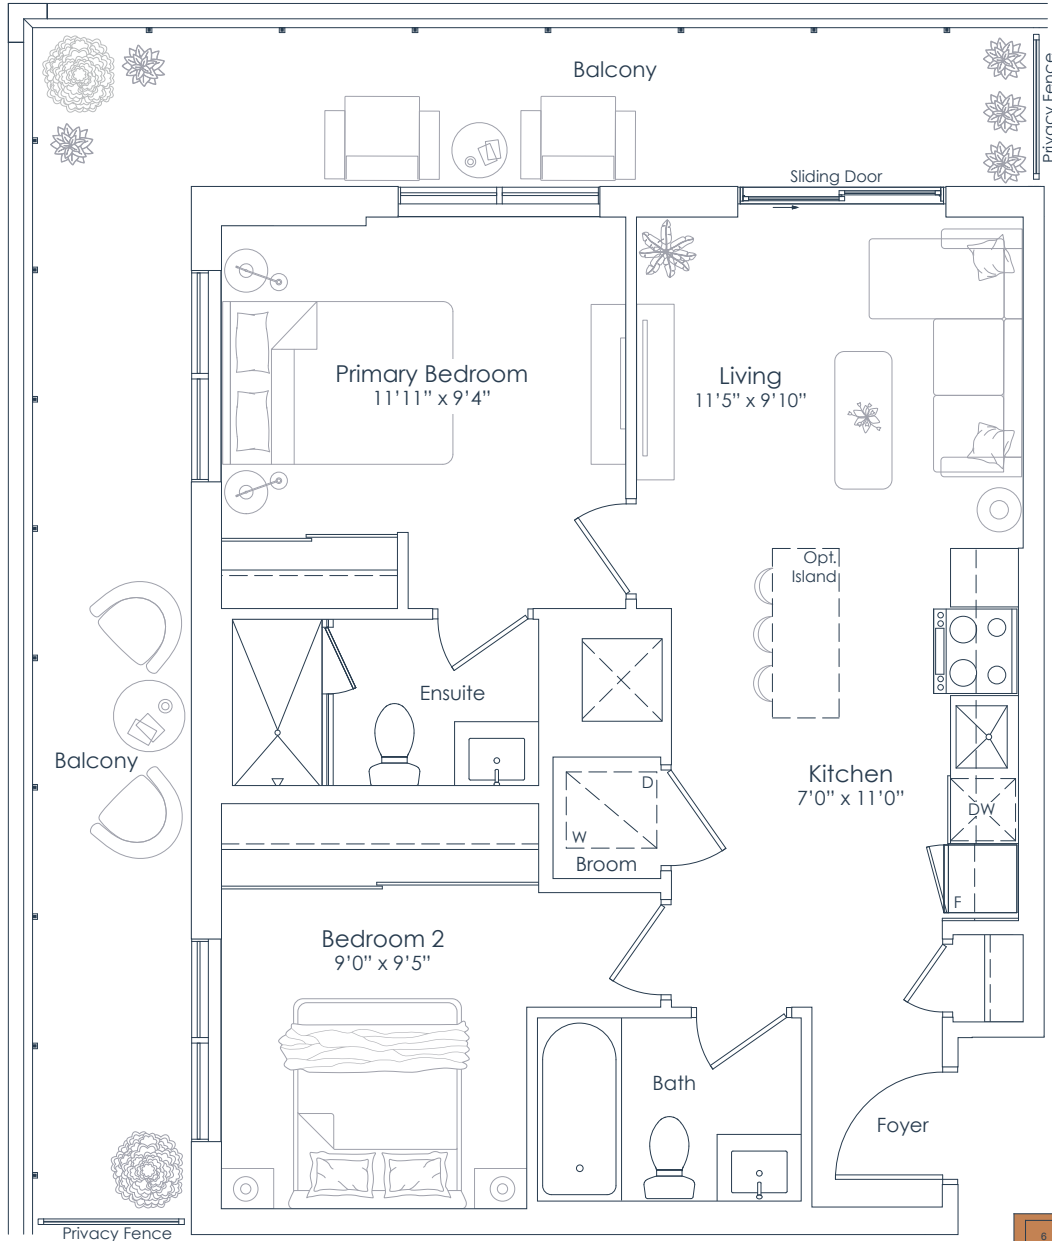 Balcony
Privacy Fence
Sliding Door
Primary Bedroom
11'11" x 9'4"
Living
11'5" x 9'10"
Opt.
Island
Ensuite
Balcony
Kitchen
7'0" x 11'0"
D
W
DW
Broom
F
Bedroom 2
9'0" x 9'5"
Bath
Foyer
Privacy Fence
6